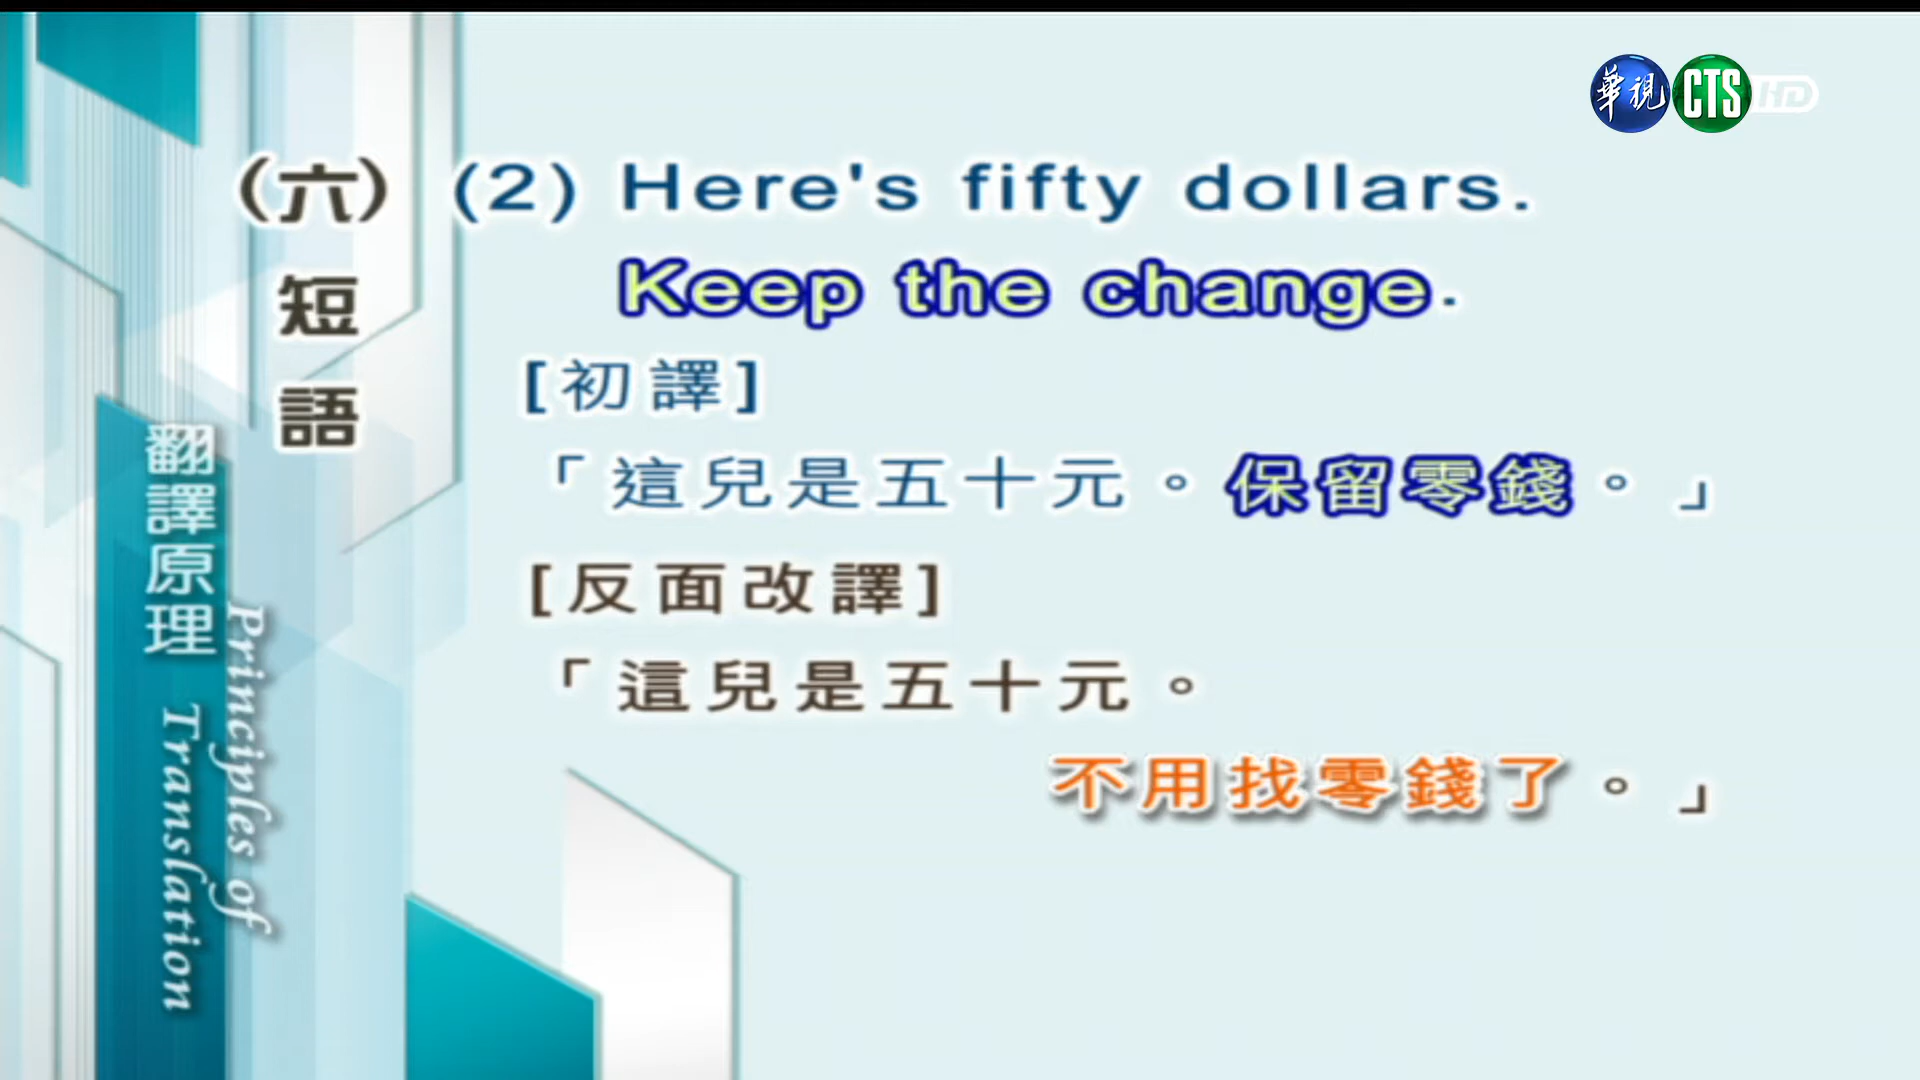 華視 CTS HD
(六) 短語
(2) Here's fifty dollars.
Keep the change.
[初譯]
「這兒是五十元。保留零錢。」
[反面改譯]
「這兒是五十元。
不用找零錢了。」
翻譯原理
Principles of
Translation